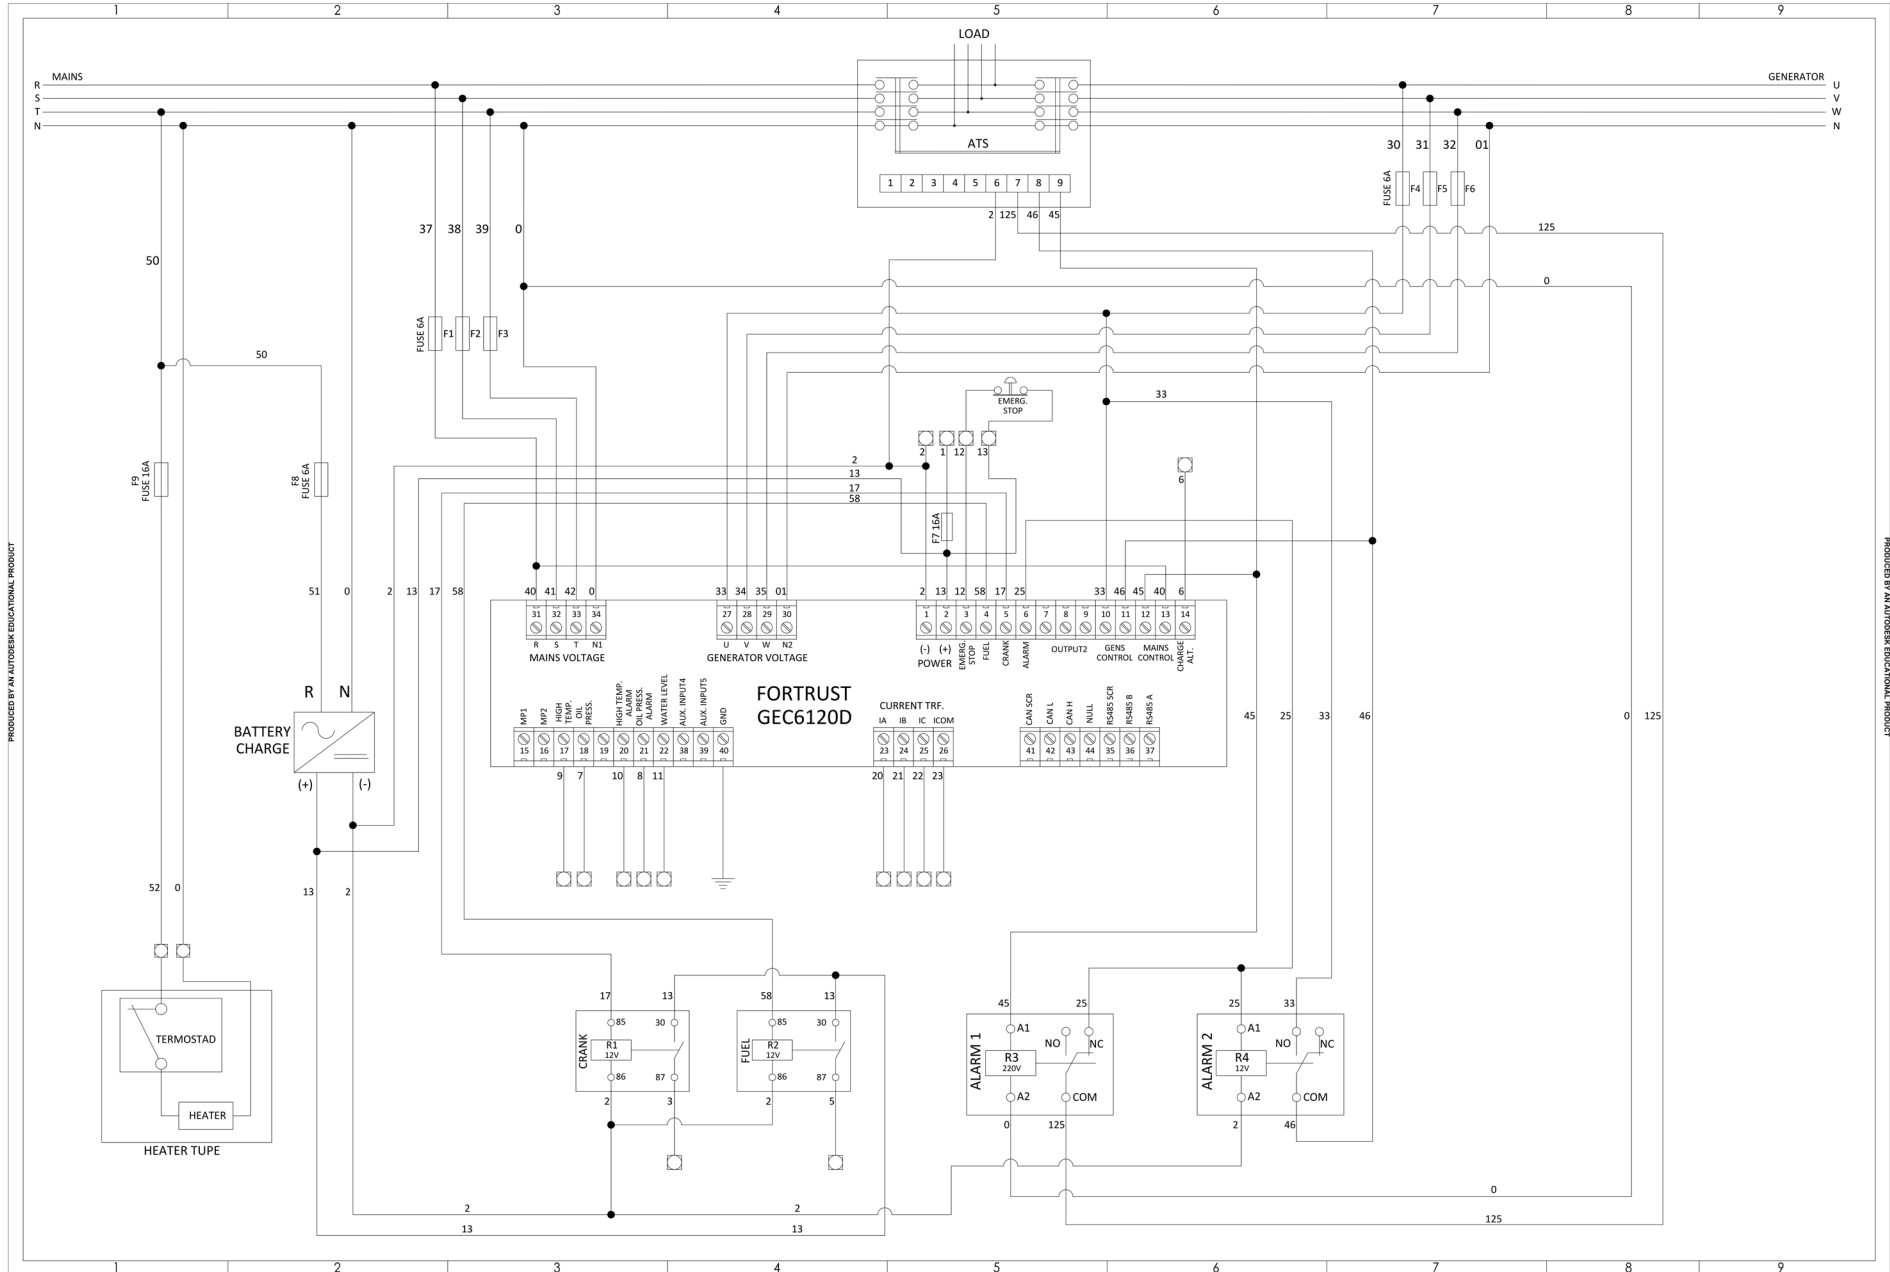 1 2 3 4 5 6 7 8 9
LOAD
MAINS
GENERATOR
R
S
T
N
U
V
W
N
ATS
1 2 3 4 5 6 7 8 9
2 125 46 45
30 31 32 01
FUSE 6A F4 F5 F6
125
37 38 39 0
50
0
FUSE 6A F1 F2 F3
50
EMERG.
STOP
33
2 1 12 13
6
2
13
17
58
F9
FUSE 16A
F8
FUSE 6A
F7 16A
51 0 2 13 17 58
40 41 42 0
33 34 35 01
2 13 12 58 17 25 33 46 45 40 6
31 32 33 34
27 28 29 30
1 2 3 4 5 6 7 8 9 10 11 12 13 14
R S T N1
MAINS VOLTAGE
U V W N2
GENERATOR VOLTAGE
(-) (+)
POWER
EMERG.
STOP
FUEL
CRANK
ALARM
OUTPUT2
GENS
CONTROL
MAINS
CONTROL
CHARGE
ALT.
FORTRUST
GEC6120D
MP1
MP2
HIGH
TEMP.
OIL
PRESS.
HIGH TEMP.
ALARM
OIL PRESS.
ALARM
WATER LEVEL
AUX. INPUT4
AUX. INPUT5
GND
15 16 17 18 19 20 21 22 38 39 40
CURRENT TRF.
IA IB IC ICOM
23 24 25 26
CAN SCR
CAN L
CAN H
NULL
RS485 SCR
RS485 B
RS485 A
41 42 43 44 35 36 37
9 7 10 8 11
20 21 22 23
45 25 33 46
0 125
R N
BATTERY
CHARGE
(+) (-)
52 0
13 2
TERMOSTAD
HEATER
HEATER TUPE
17 13
CRANK
85 30
R1
12V
86 87
2 3
58 13
FUEL
85 30
R2
12V
86 87
2 5
45 25
ALARM 1
A1
NO
NC
R3
220V
A2
COM
0 125
25 33
ALARM 2
A1
NO
NC
R4
12V
A2
COM
2 46
2 2
13 13
0
125
1 2 3 4 5 6 7 8 9
PRODUCED BY AN AUTODESK EDUCATIONAL PRODUCT
PRODUCED BY AN AUTODESK EDUCATIONAL PRODUCT